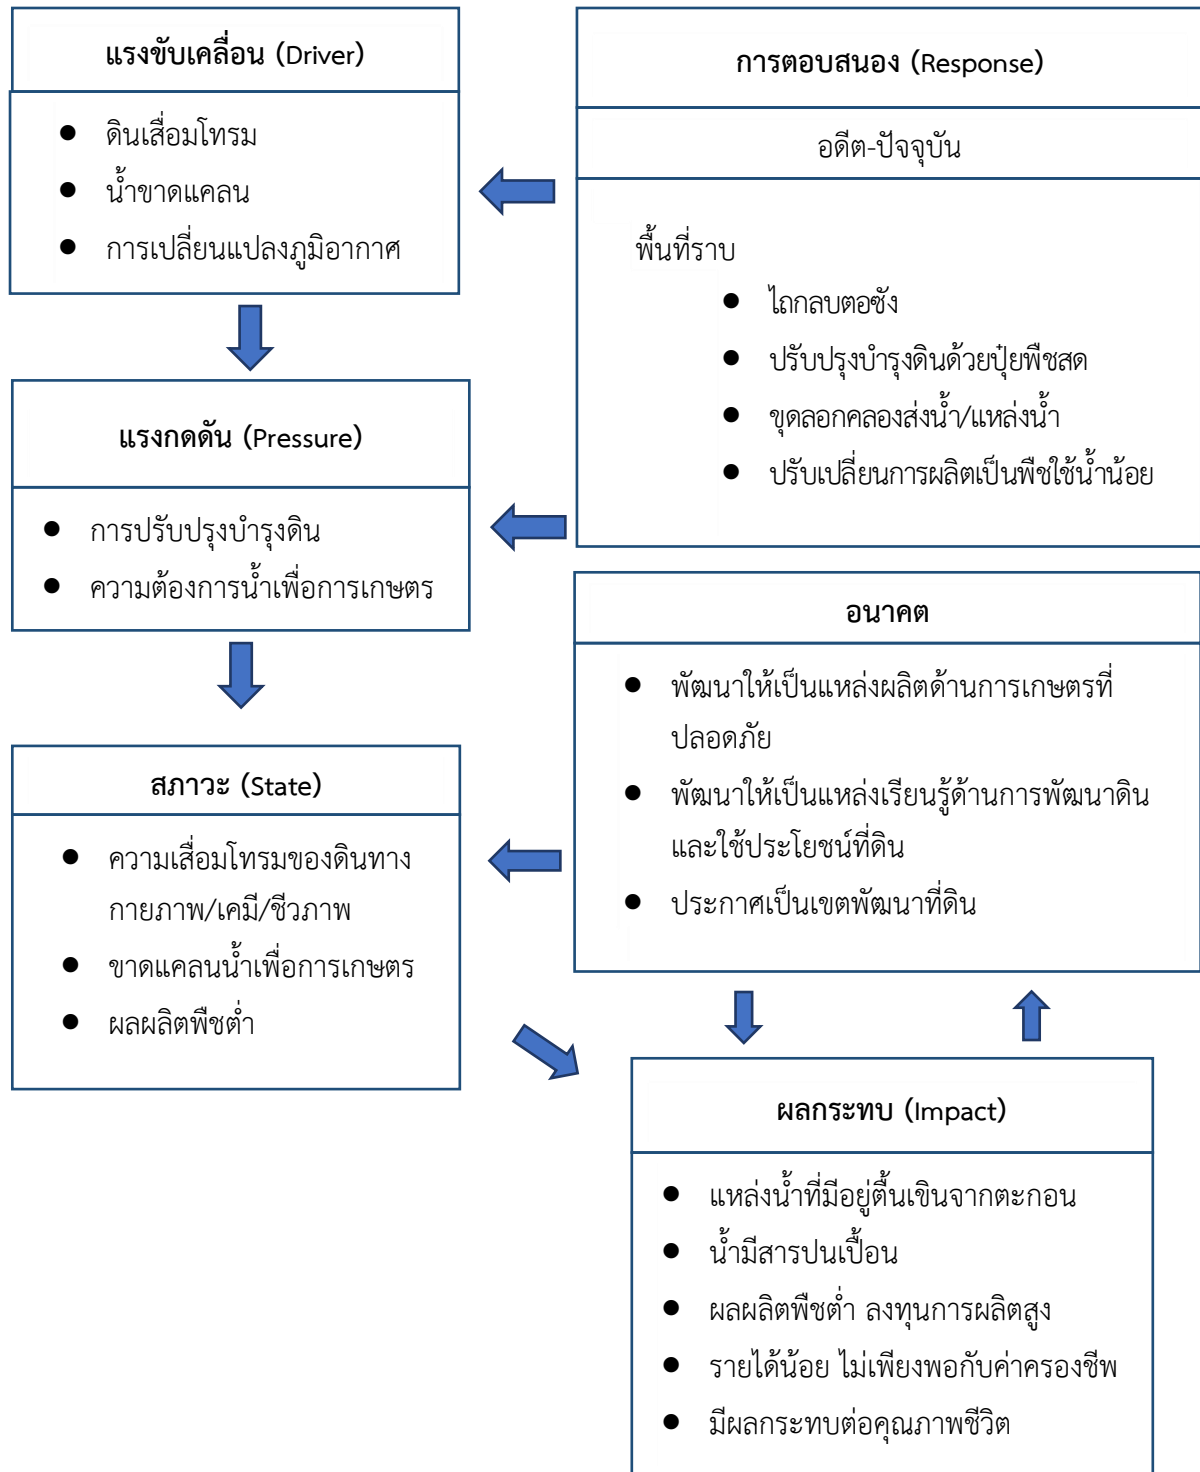 แรงขับเคลื่อน (Driver)
● ดินเสื่อมโทรม
● น้ำขาดแคลน
● การเปลี่ยนแปลงภูมิอากาศ
แรงกดดัน (Pressure)
● การปรับปรุงบำรุงดิน
● ความต้องการน้ำเพื่อการเกษตร
สภาวะ (State)
● ความเสื่อมโทรมของดินทาง
กายภาพ/เคมี/ชีวภาพ
● ขาดแคลนน้ำเพื่อการเกษตร
● ผลผลิตพืชต่ำ
การตอบสนอง (Response)
อดีต-ปัจจุบัน
พื้นที่ราบ
● ไถกลบตอซัง
● ปรับปรุงบำรุงดินด้วยปุ๋ยพืชสด
● ขุดลอกคลองส่งน้ำ/แหล่งน้ำ
● ปรับเปลี่ยนการผลิตเป็นพืชใช้น้ำน้อย
อนาคต
● พัฒนาให้เป็นแหล่งผลิตด้านการเกษตรที่
ปลอดภัย
● พัฒนาให้เป็นแหล่งเรียนรู้ด้านการพัฒนาดิน
และใช้ประโยชน์ที่ดิน
● ประกาศเป็นเขตพัฒนาที่ดิน
ผลกระทบ (Impact)
● แหล่งน้ำที่มีอยู่ตื้นเขินจากตะกอน
● น้ำมีสารปนเปื้อน
● ผลผลิตพืชต่ำ ลงทุนการผลิตสูง
● รายได้น้อย ไม่เพียงพอกับค่าครองชีพ
● มีผลกระทบต่อคุณภาพชีวิต